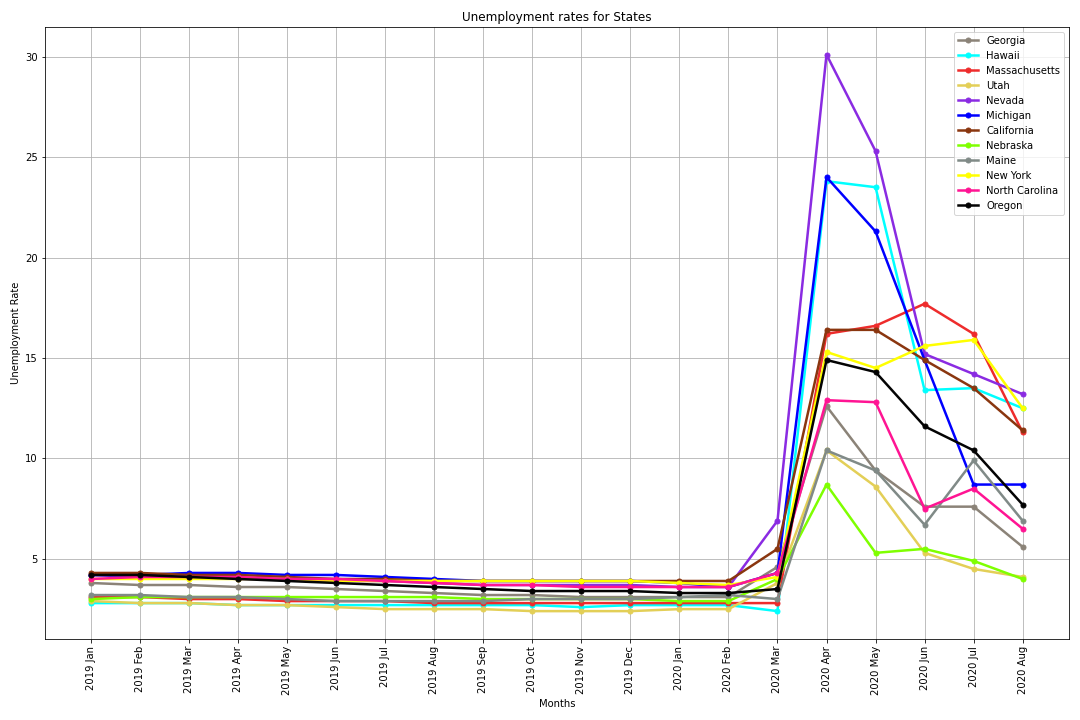 Unemployment rates for States
Unemployment Rate
30
25
20
15
10
5
Georgia
Hawaii
Massachusetts
Utah
Nevada
Michigan
California
Nebraska
Maine
New York
North Carolina
Oregon
2019 Jan
2019 Feb
2019 Mar
2019 Apr
2019 May
2019 Jun
2019 Jul
2019 Aug
2019 Sep
2019 Oct
2019 Nov
2019 Dec
2020 Jan
2020 Feb
2020 Mar
2020 Apr
2020 May
2020 Jun
2020 Jul
2020 Aug
Months